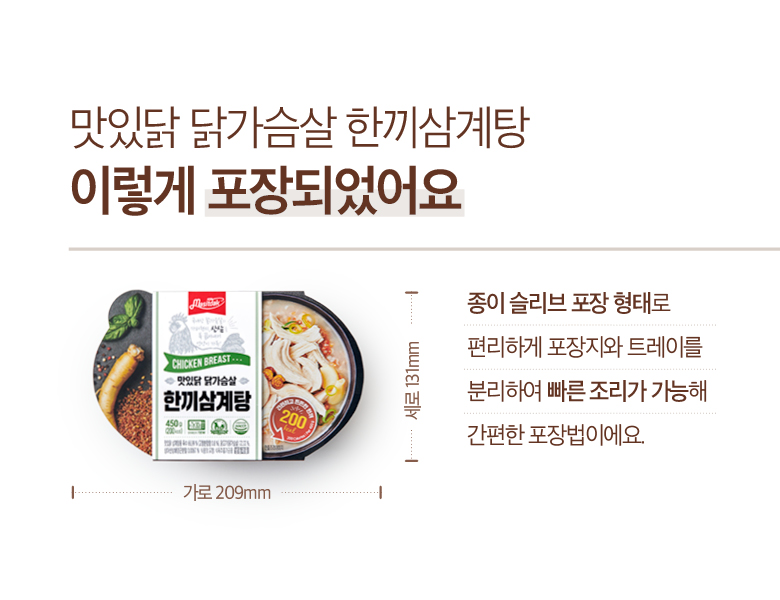 맛있닭 닭가슴살 한끼삼계탕
이렇게 포장되었어요
종이 슬리브 포장 형태로
편리하게 포장지와 트레이를
분리하여 빠른 조리가 가능해
간편한 포장법이에요.
CHICKEN BREAST
맛있닭 닭가슴살
한끼삼계탕
450g
200
kcal
세로 131mm
가로 209mm